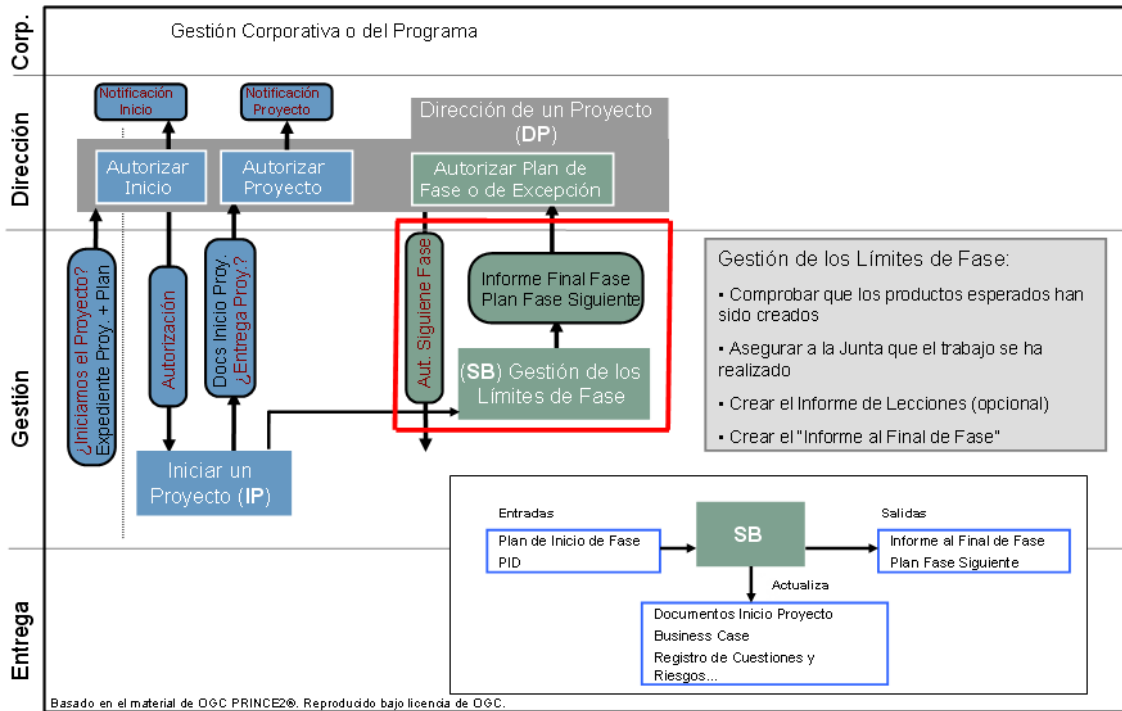 Corp.
Gestión Corporativa o del Programa
Dirección
Notificación
Inicio
Notificación
Proyecto
Dirección de un Proyecto
(DP)
Autorizar
Inicio
Autorizar
Proyecto
Autorizar Plan de
Fase o de Excepción
Gestión
¿Iniciamos el Proyecto?
Expediente Proy. + Plan
Autorización
Docs Inicio Proy.
¿Entrega Proy.?
Aut. Siguiene Fase
Informe Final Fase
Plan Fase Siguiente
(SB) Gestión de los
Límites de Fase
Iniciar un
Proyecto (IP)
Gestión de los Límites de Fase:
▪ Comprobar que los productos esperados han
sido creados
▪ Asegurar a la Junta que el trabajo se ha
realizado
▪ Crear el Informe de Lecciones (opcional)
▪ Crear el "Informe al Final de Fase"
Entrega
Entradas
Plan de Inicio de Fase
PID
SB
Salidas
Informe al Final de Fase
Plan Fase Siguiente
Actualiza
Documentos Inicio Proyecto
Business Case
Registro de Cuestiones y
Riesgos...
Basado en el material de OGC PRINCE2®. Reproducido bajo licencia de OGC.